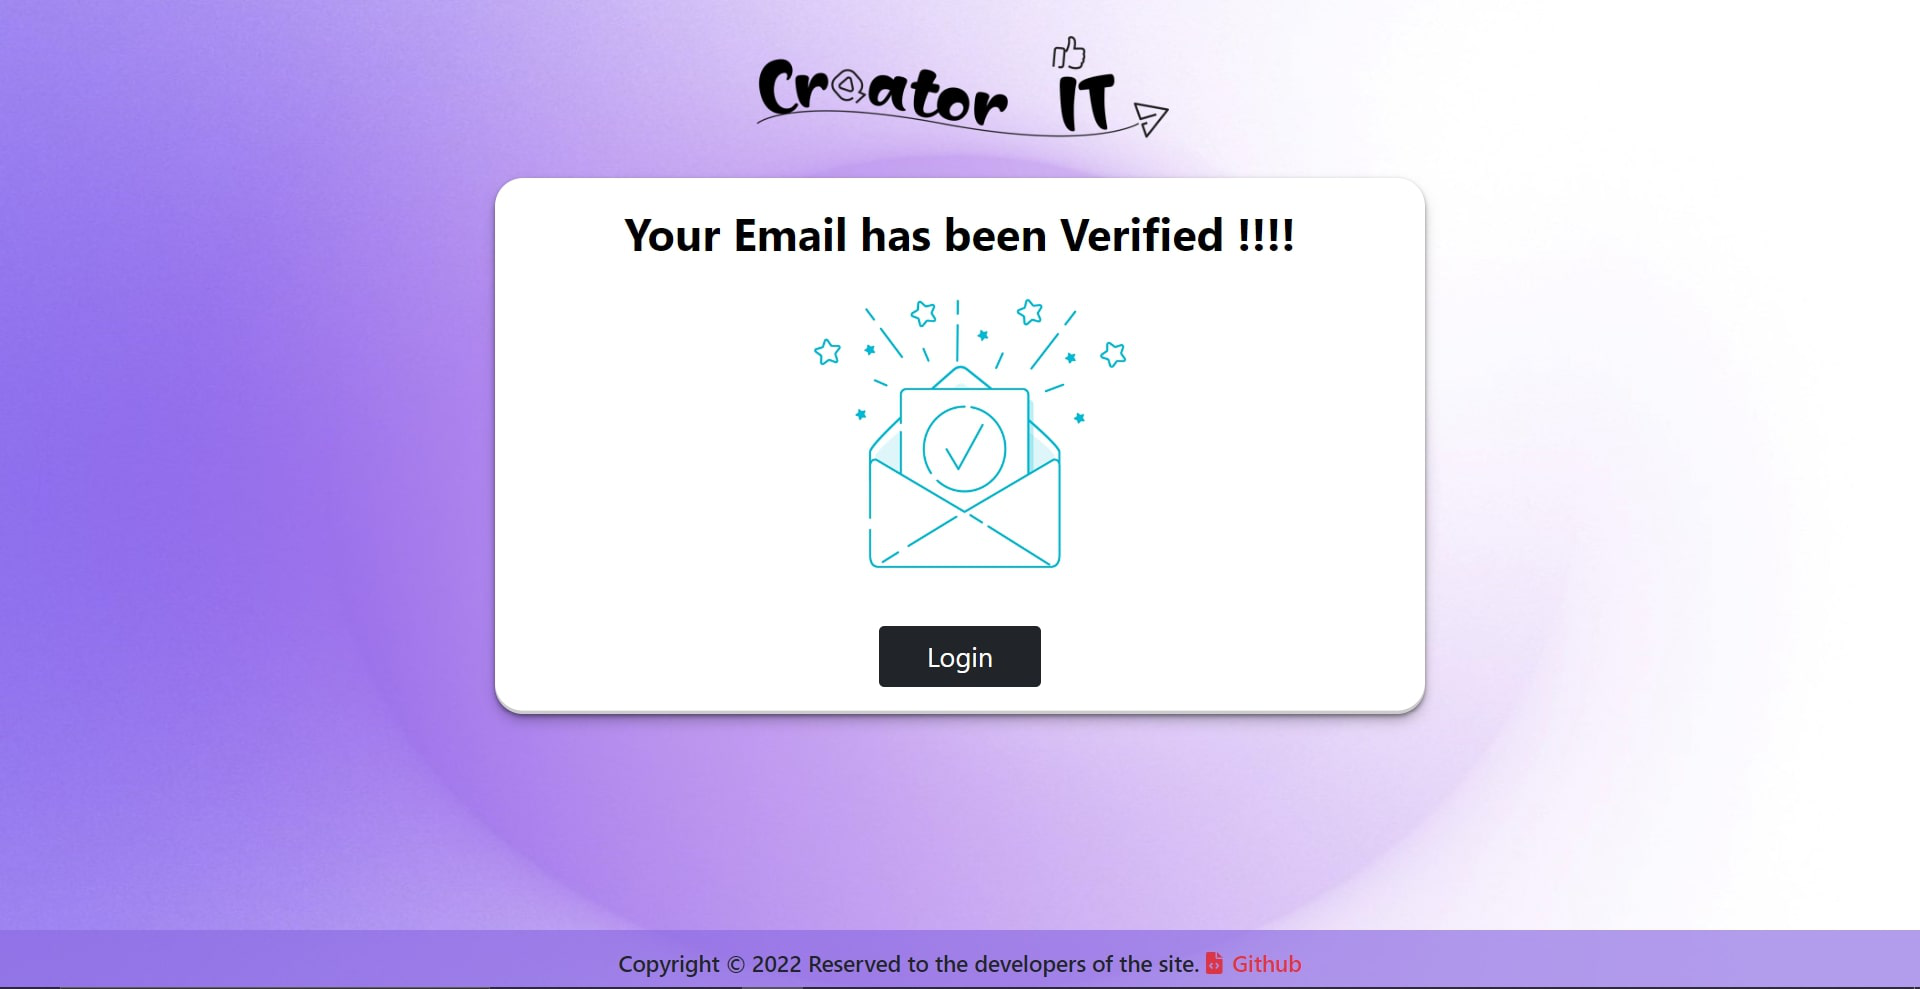 Creator IT
Your Email has been Verified !!!!
Login
Copyright © 2022 Reserved to the developers of the site. Github